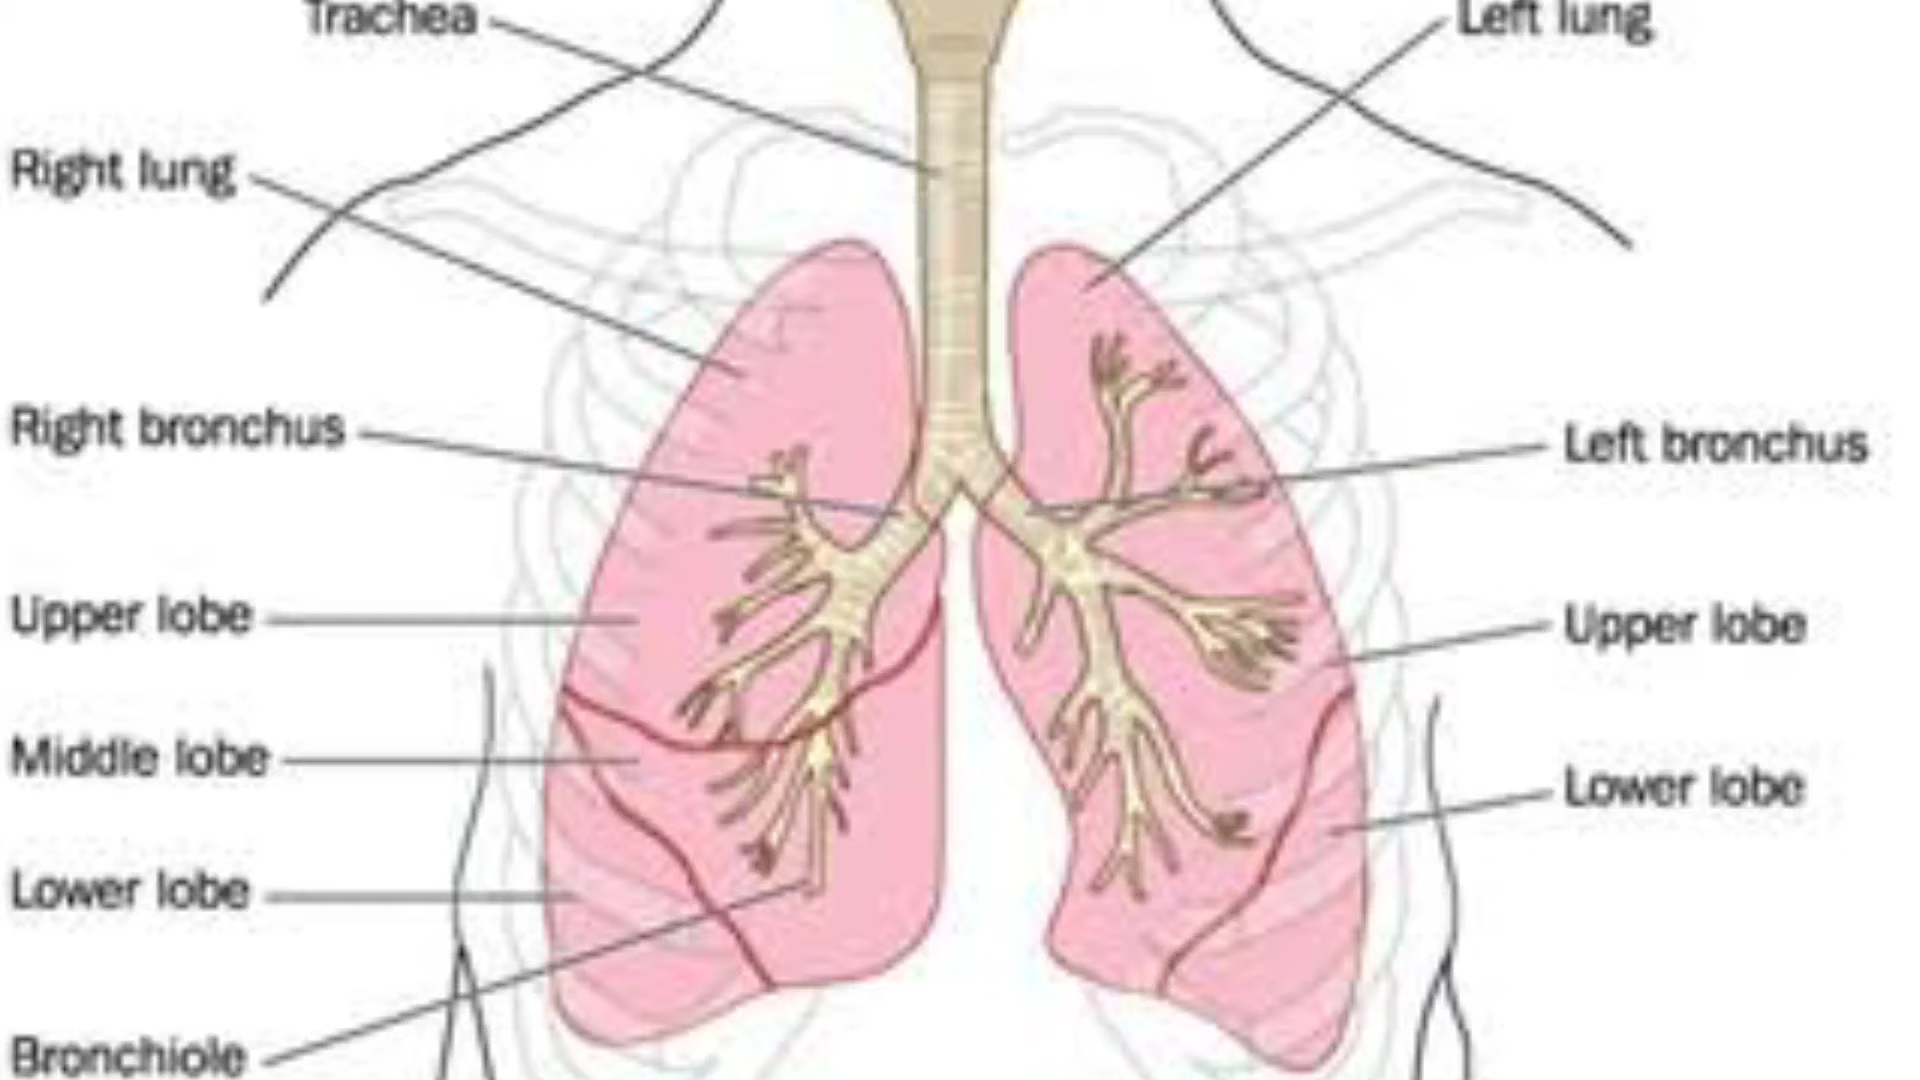 Trachea
Left lung
Right lung
Right bronchus
Left bronchus
Upper lobe
Upper lobe
Middle lobe
Lower lobe
Lower lobe
Bronchiole